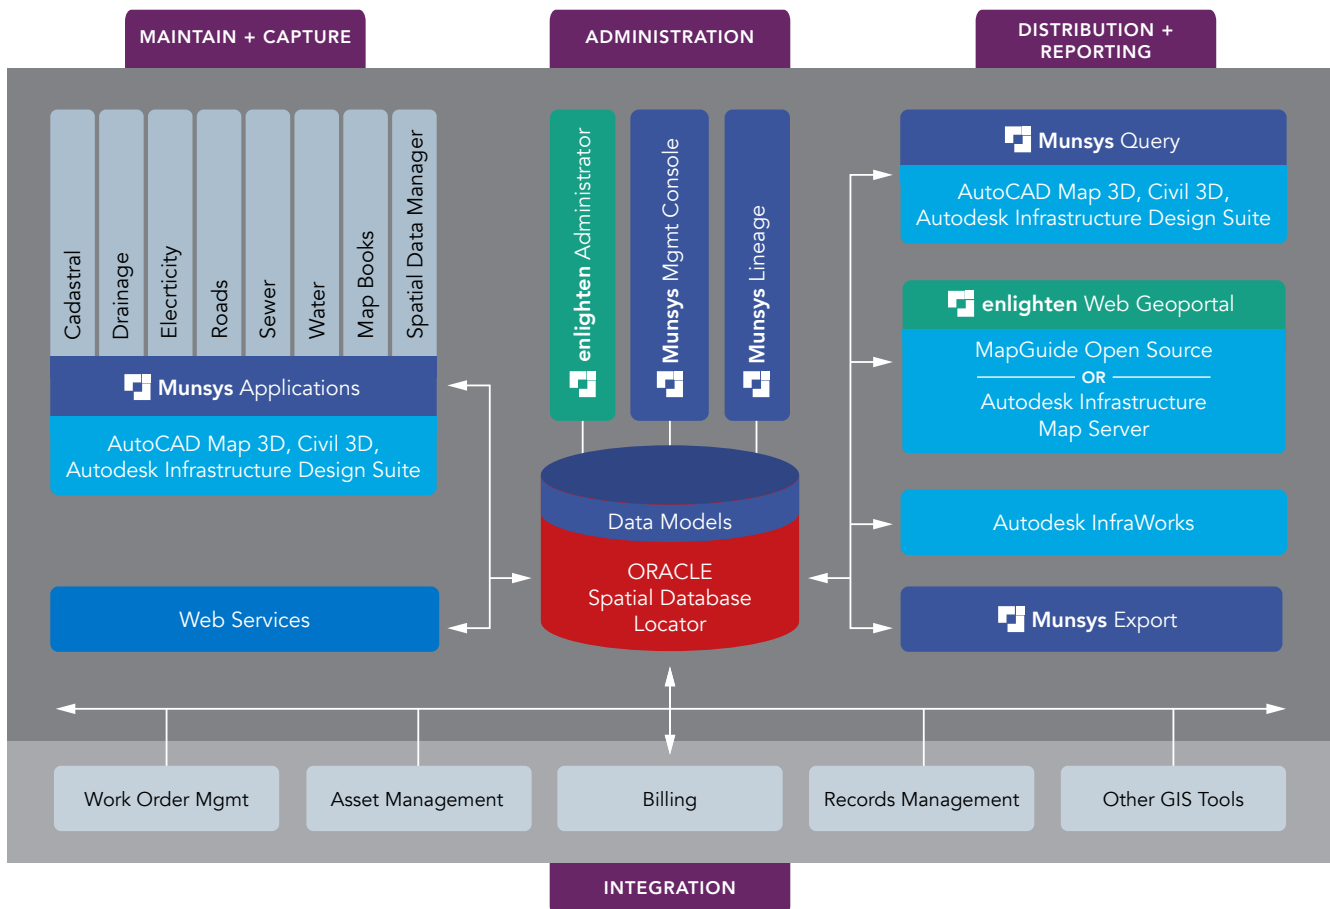 MAINTAIN + CAPTURE
ADMINISTRATION
DISTRIBUTION +
REPORTING
Cadastral
Drainage
Elecrticity
Roads
Sewer
Water
Map Books
Spatial Data Manager
Munsys Applications
AutoCAD Map 3D, Civil 3D,
Autodesk Infrastructure Design Suite
Web Services
enlighten Administrator
Munsys Mgmt Console
Munsys Lineage
Data Models
ORACLE
Spatial Database
Locator
Munsys Query
AutoCAD Map 3D, Civil 3D,
Autodesk Infrastructure Design Suite
enlighten Web Geoportal
MapGuide Open Source
OR
Autodesk Infrastructure
Map Server
Autodesk InfraWorks
Munsys Export
Work Order Mgmt
Asset Management
Billing
Records Management
Other GIS Tools
INTEGRATION